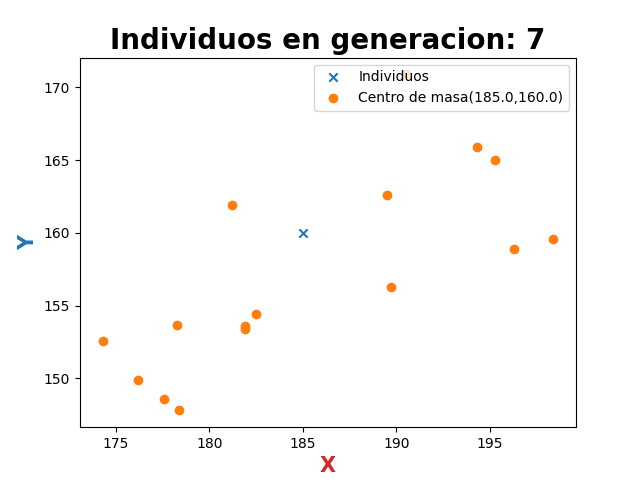 Individuos en generacion: 7
Individuos
Centro de masa(185.0,160.0)
170
165
160
155
150
Y
175
180
185
190
195
X